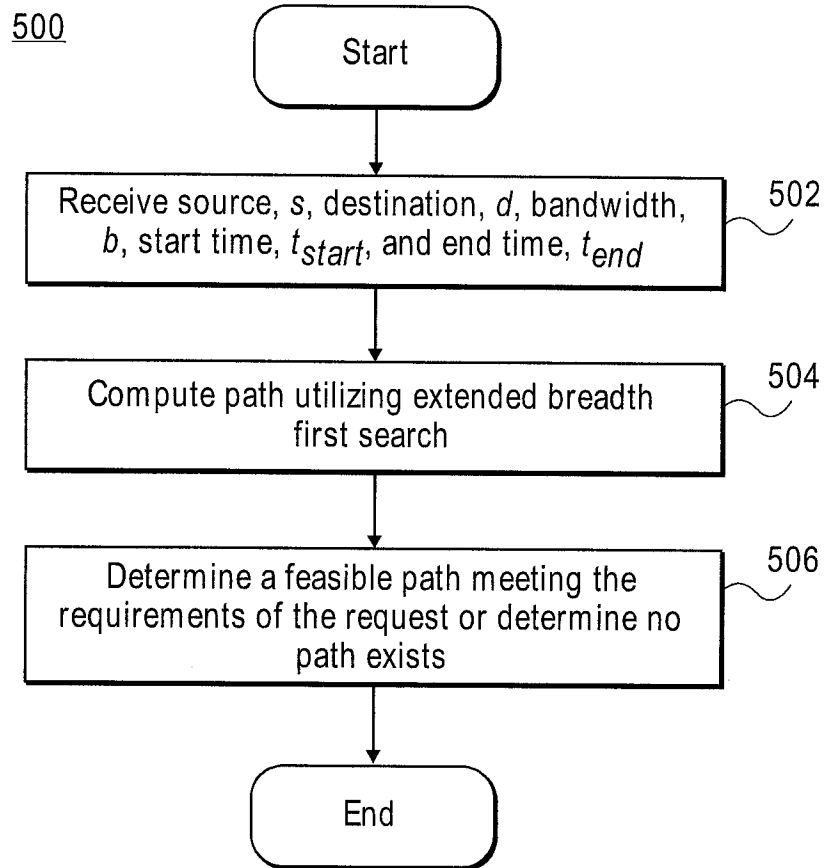 500
Start
Receive source, s, destination, d, bandwidth,
b, start time, tstart, and end time, tend
502
Compute path utilizing extended breadth
first search
504
Determine a feasible path meeting the
requirements of the request or determine no
path exists
506
End